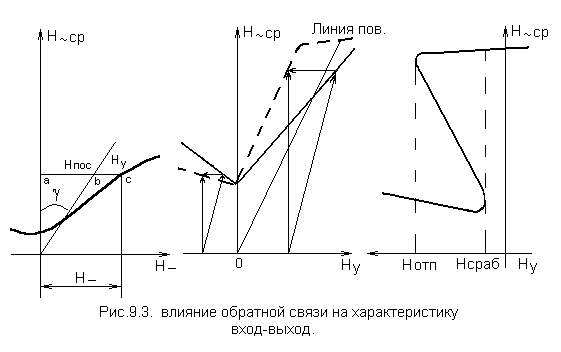 Линия пов.
H~ср
H~ср
H~ср
Hпос
Hу
a
b
c
γ
H–
H–
0
Hу
Hотп
Hсраб
Hу
Рис.9.3. влияние обратной связи на характеристику
вход-выход.